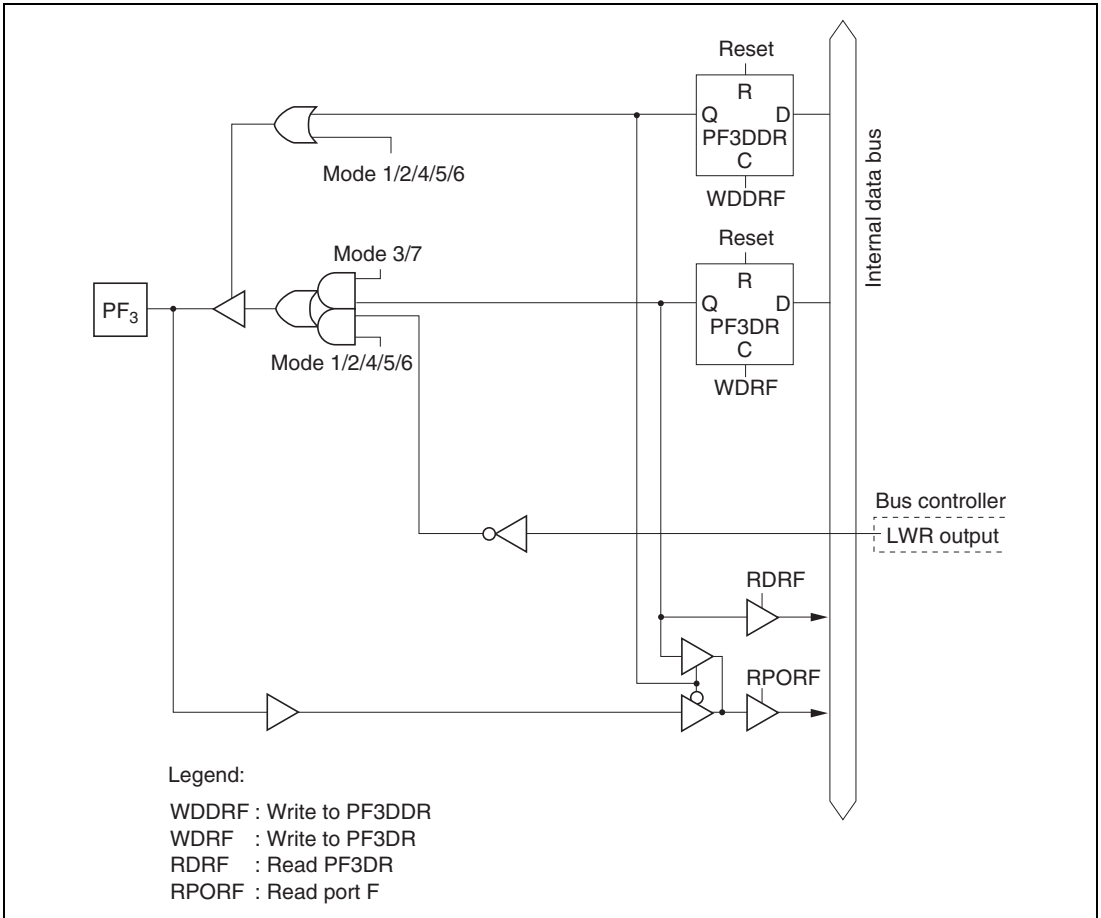 Reset
R
Q D
PF3DDR
C
WDDRF
Mode 1/2/4/5/6
Internal data bus
Reset
R
Q D
PF3DR
C
WDRF
Mode 3/7
PF3
Mode 1/2/4/5/6
Bus controller
LWR output
RDRF
RPORF
Legend:
WDDRF : Write to PF3DDR
WDRF : Write to PF3DR
RDRF : Read PF3DR
RPORF : Read port F